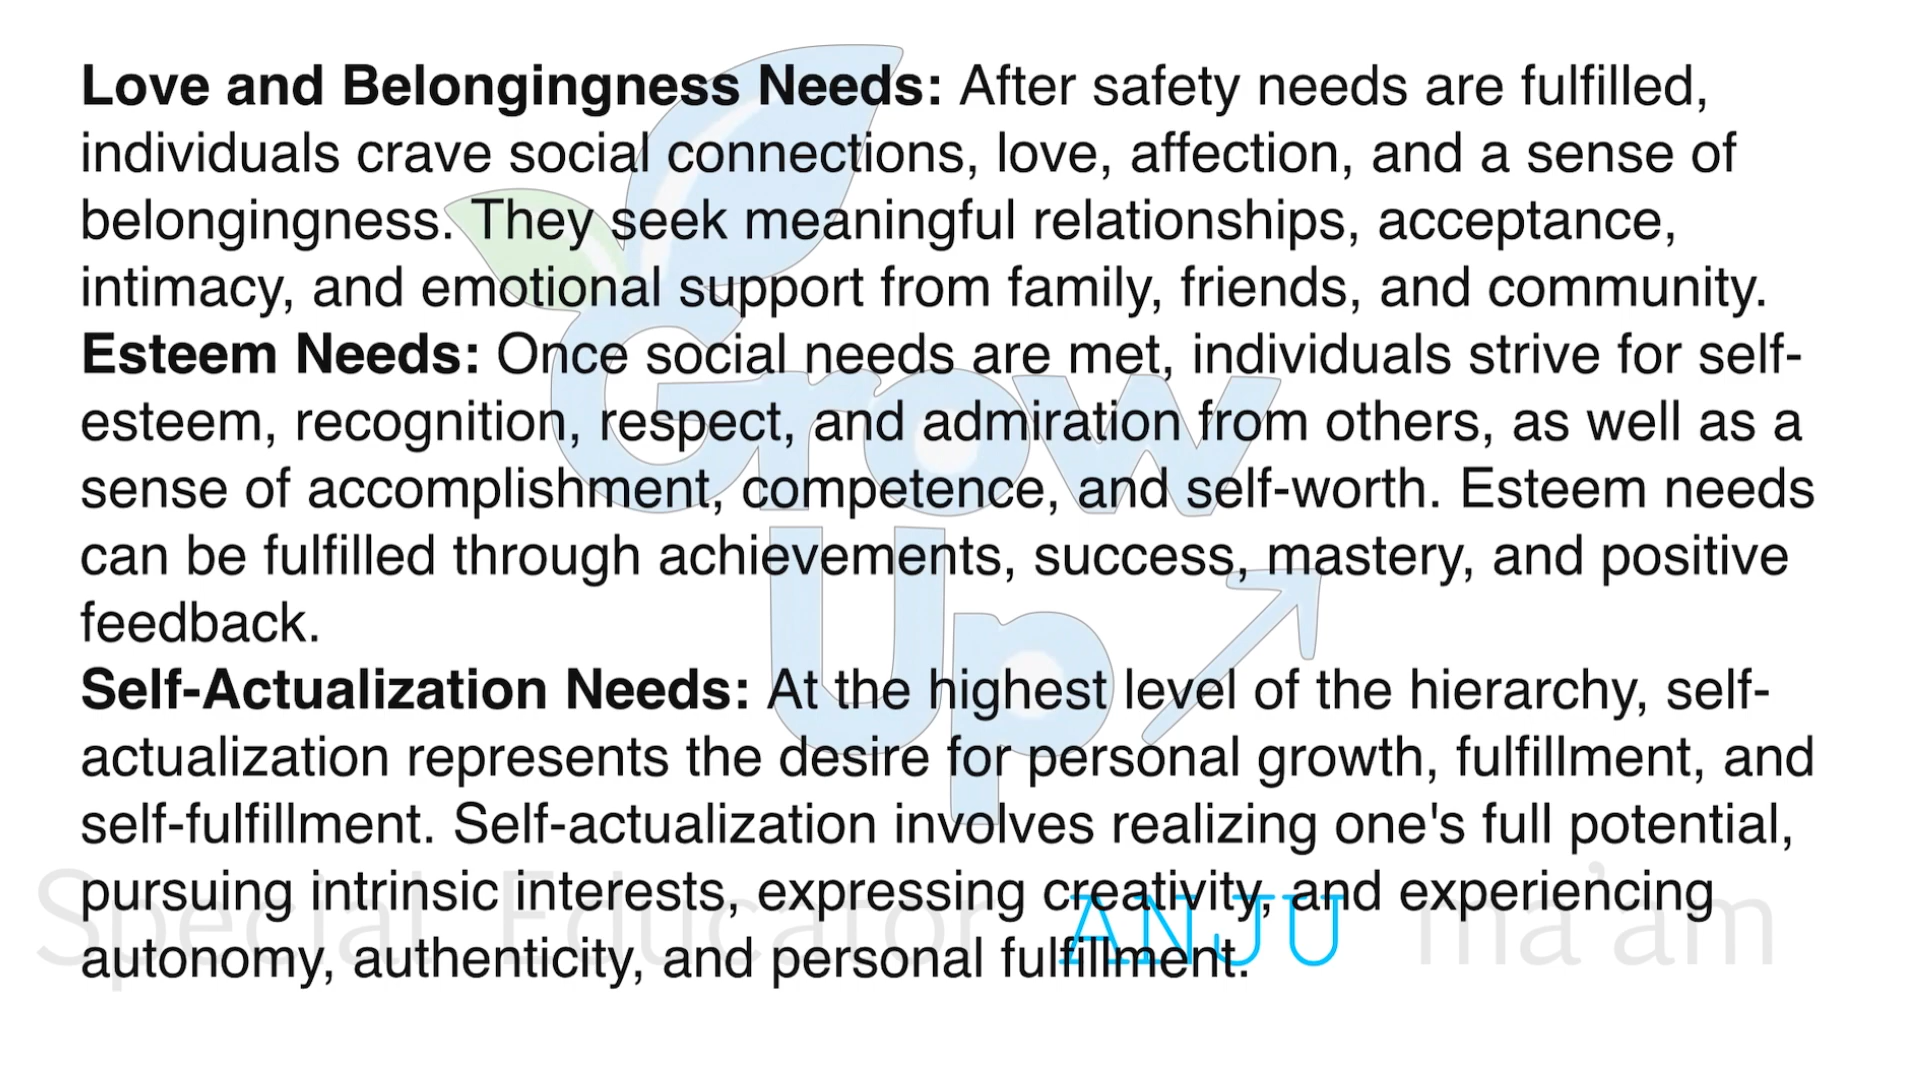 Love and Belongingness Needs: After safety needs are fulfilled,
individuals crave social connections, love, affection, and a sense of
belongingness. They seek meaningful relationships, acceptance,
intimacy, and emotional support from family, friends, and community.
Esteem Needs: Once social needs are met, individuals strive for self-
esteem, recognition, respect, and admiration from others, as well as a
sense of accomplishment, competence, and self-worth. Esteem needs
can be fulfilled through achievements, success, mastery, and positive
feedback.
Self-Actualization Needs: At the highest level of the hierarchy, self-
actualization represents the desire for personal growth, fulfillment, and
self-fulfillment. Self-actualization involves realizing one's full potential,
pursuing intrinsic interests, expressing creativity, and experiencing
autonomy, authenticity, and personal fulfillment.
Grow
Up
Special Educator ANJU ma'am